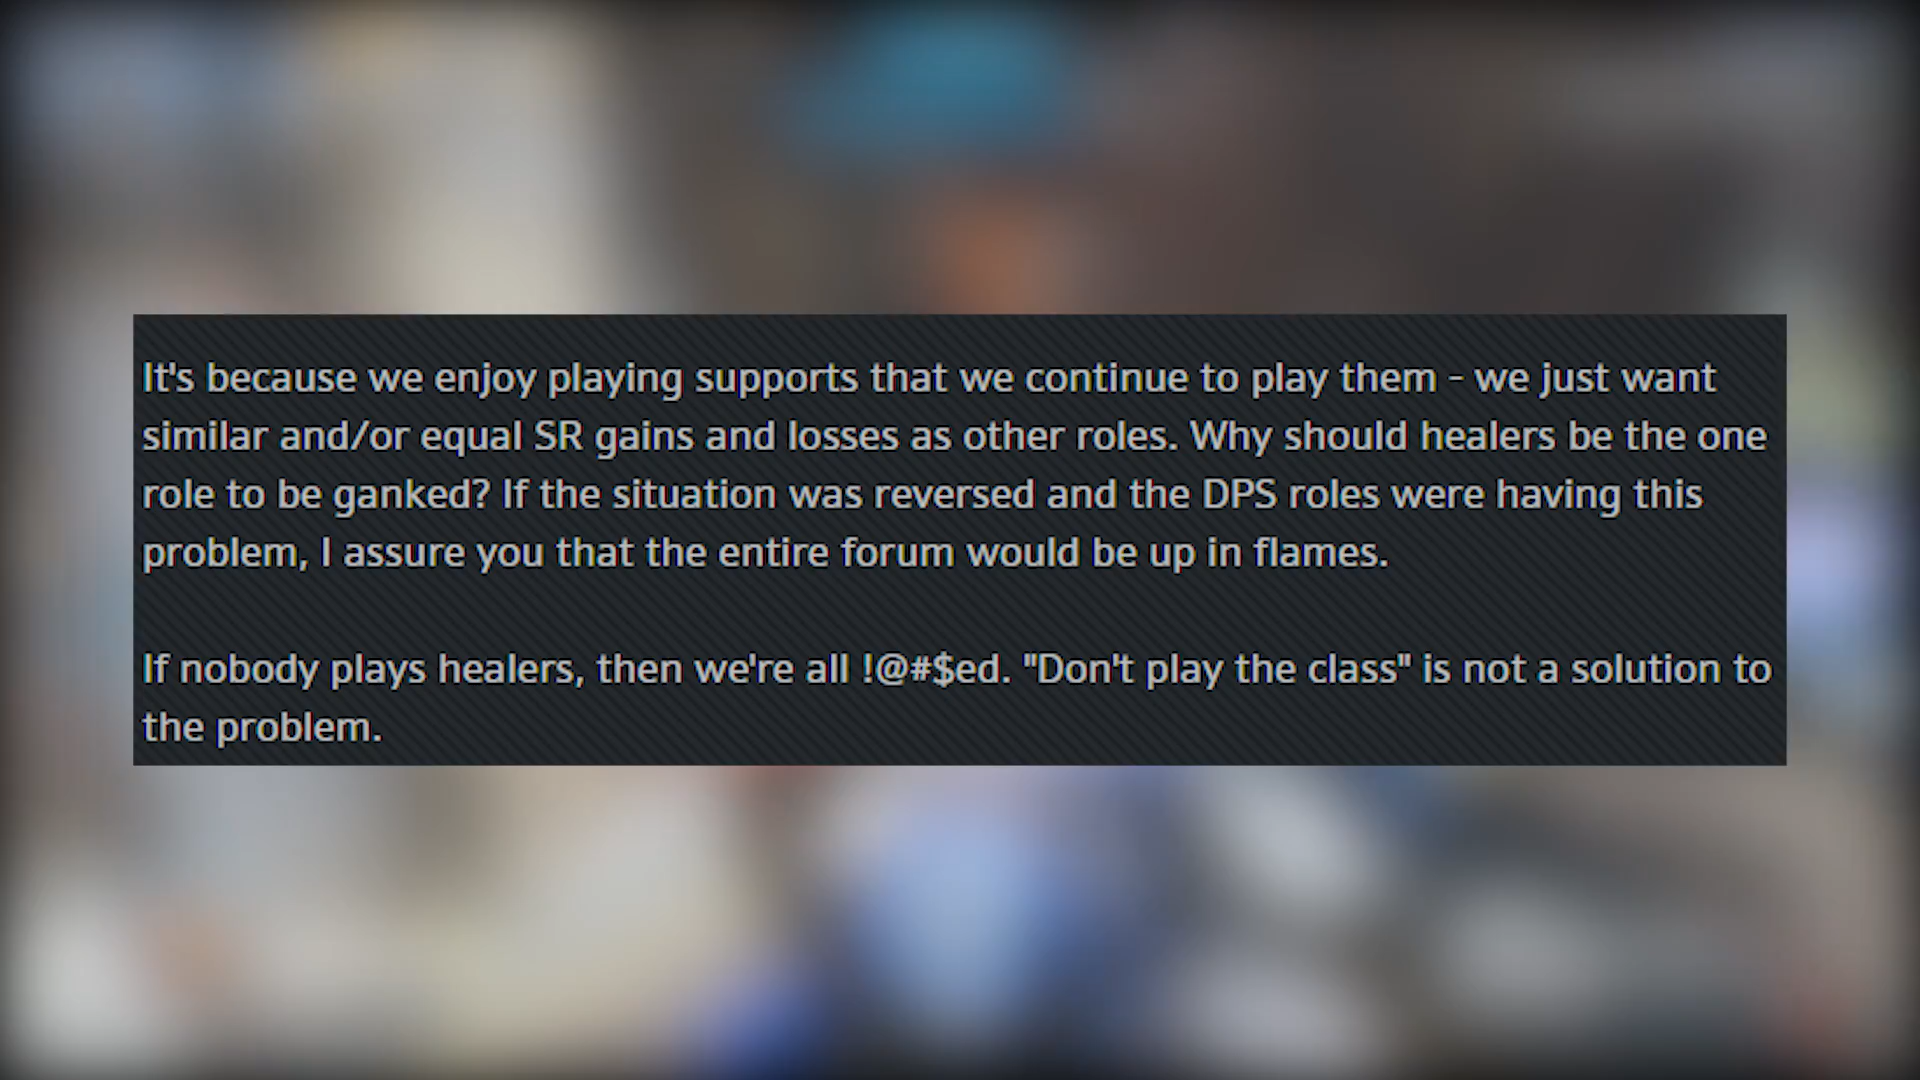 It's because we enjoy playing supports that we continue to play them - we just want
similar and/or equal SR gains and losses as other roles. Why should healers be the one
role to be ganked? If the situation was reversed and the DPS roles were having this
problem, I assure you that the entire forum would be up in flames.
If nobody plays healers, then we're all !@#$ed. "Don't play the class" is not a solution to
the problem.